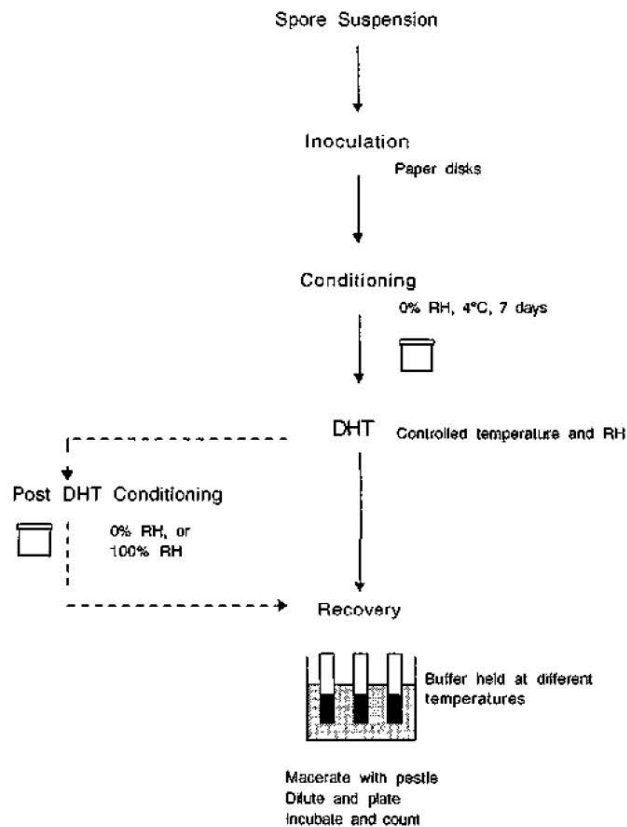 Spore Suspension
Inoculation
Paper disks
Conditioning
0% RH, 4°C, 7 days
DHT
Controlled temperature and RH
Post DHT Conditioning
0% RH, or
100% RH
Recovery
Buffer held at different
temperatures
Macerate with pestle
Dilute and plate
Incubate and count